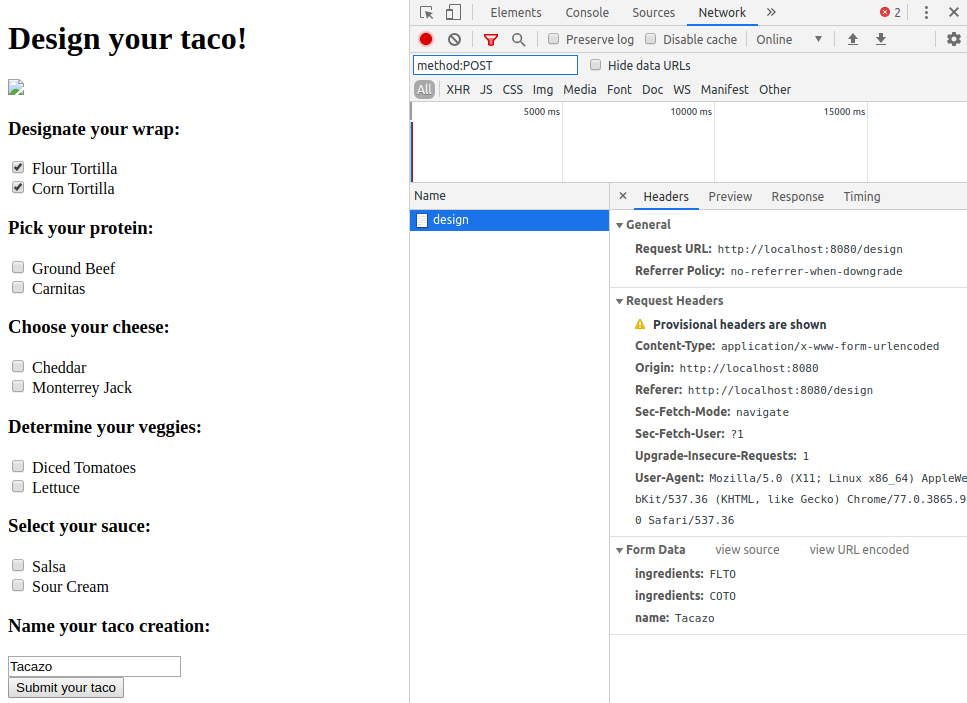 Design your taco!
Designate your wrap:
Flour Tortilla
Corn Tortilla
Pick your protein:
Ground Beef
Carnitas
Choose your cheese:
Cheddar
Monterrey Jack
Determine your veggies:
Diced Tomatoes
Lettuce
Select your sauce:
Salsa
Sour Cream
Name your taco creation:
Tacazo
Submit your taco
Elements Console Sources Network » 2
Preserve log Disable cache Online
method:POST Hide data URLs
All XHR JS CSS Img Media Font Doc WS Manifest Other
5000 ms 10000 ms 15000 ms
Name
design
× Headers Preview Response Timing
General
Request URL: http://localhost:8080/design
Referrer Policy: no-referrer-when-downgrade
Request Headers
Provisional headers are shown
Content-Type: application/x-www-form-urlencoded
Origin: http://localhost:8080
Referer: http://localhost:8080/design
Sec-Fetch-Mode: navigate
Sec-Fetch-User: ?1
Upgrade-Insecure-Requests: 1
User-Agent: Mozilla/5.0 (X11; Linux x86_64) AppleWe
bKit/537.36 (KHTML, like Gecko) Chrome/77.0.3865.9
0 Safari/537.36
Form Data view source view URL encoded
ingredients: FLTO
ingredients: COTO
name: Tacazo